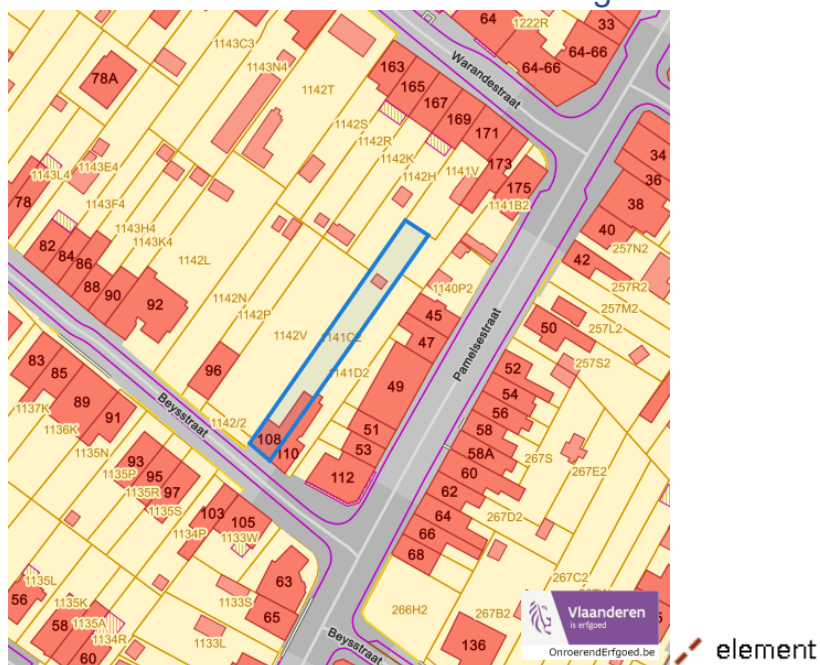 64
1222R
33
64-66
64-66
Warandestraat
1143C3
1143N4
78A
1142T
163
165
167
169
171
173
175
1142S
1142R
1142K
1142H
1141V
1141B2
34
36
38
40
42
257N2
257R2
257M2
257L2
257S2
1143L4
1143E4
78
1143F4
1143H4
1143K4
82
84
86
88
90
92
1142L
1142N
1142P
1142V
1141C2
1141D2
1140P2
45
47
49
51
53
Pamelsestraat
50
52
54
56
58
58A
60
62
64
66
68
267S
267E2
267D2
267C2
267B2
266H2
83
85
89
91
1137K
1136K
1135N
Beysstraat
96
1142/2
108
110
112
93
95
97
1135P
1135R
1135S
1134P
103
105
1133W
63
65
1133S
1133L
1135L
56
1135K
58
1135A
1134R
60
Beysstraat
136
Vlaanderen
is erfgoed
OnroerendErfgoed.be
element